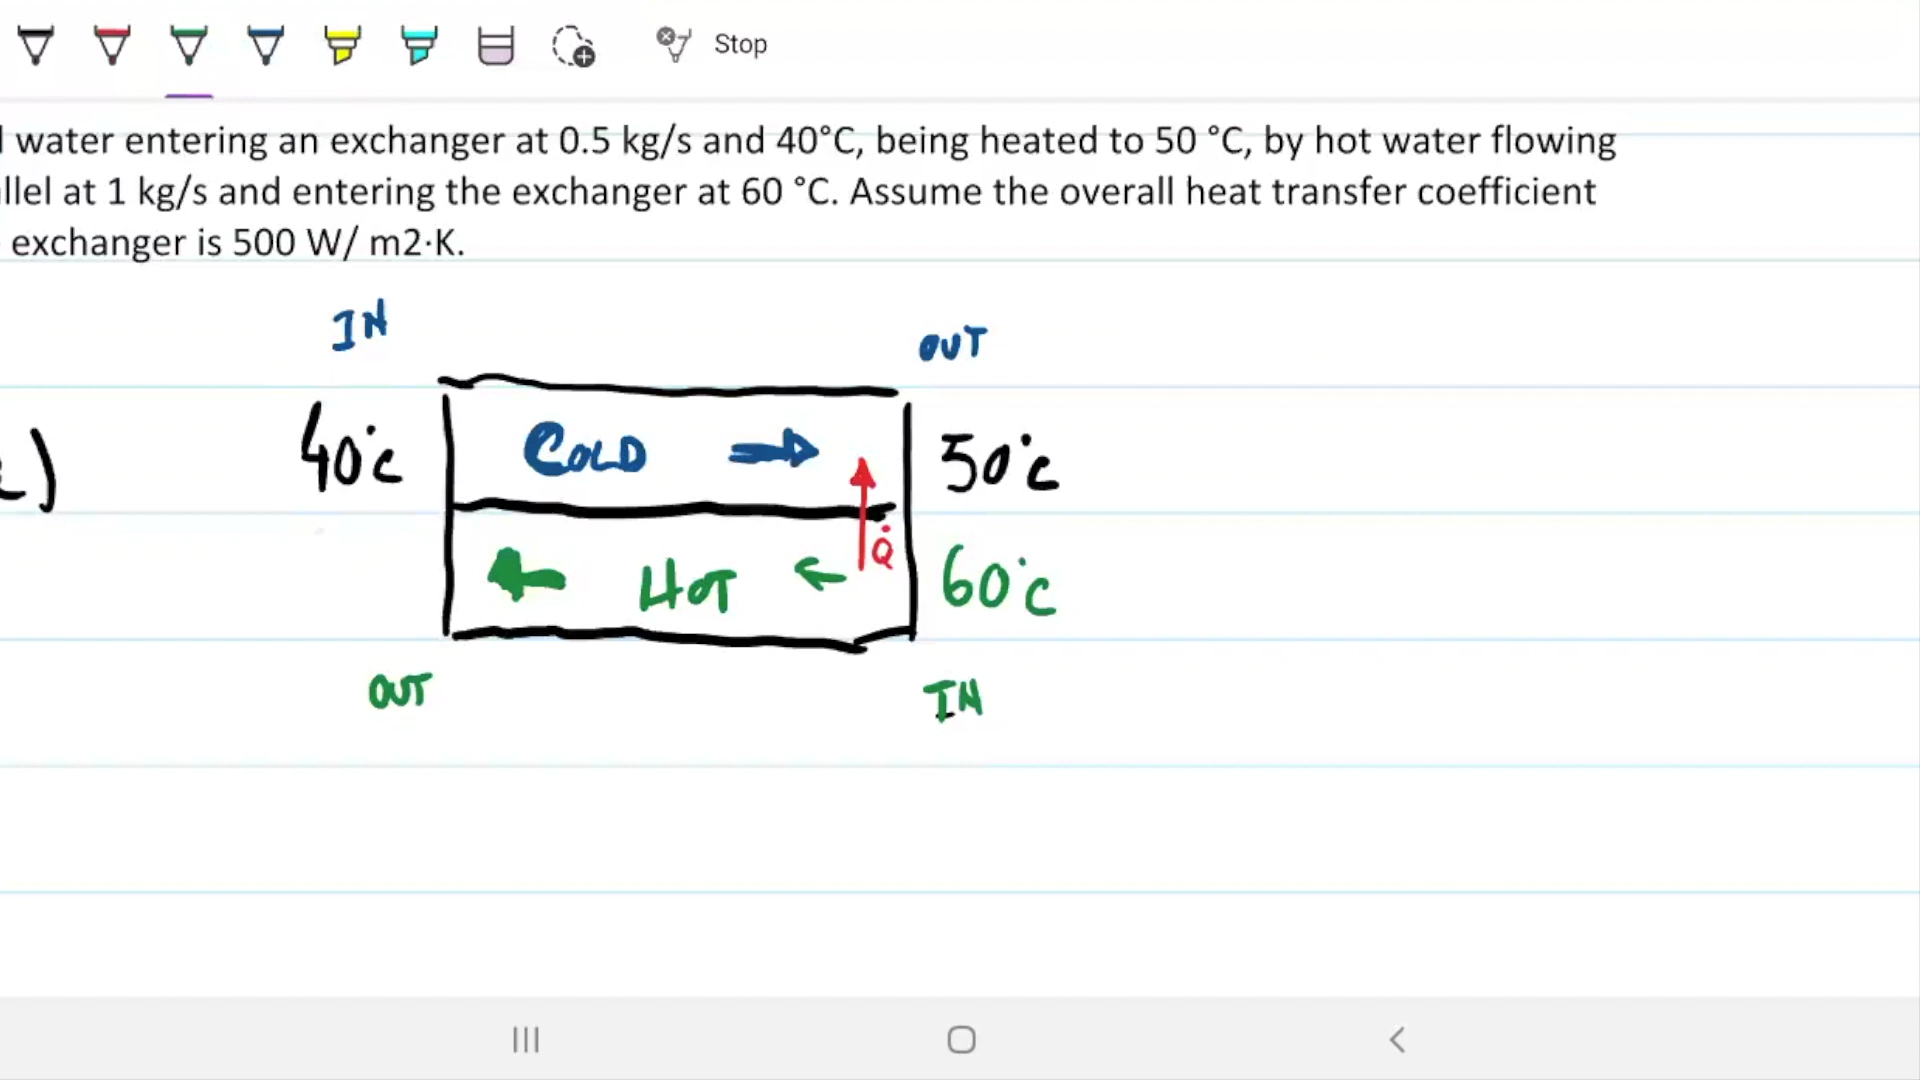 Stop
water entering an exchanger at 0.5 kg/s and 40°C, being heated to 50 °C, by hot water flowing
llel at 1 kg/s and entering the exchanger at 60 °C. Assume the overall heat transfer coefficient
exchanger is 500 W/ m2·K.
IN
OUT
40°C
COLD
50°C
Q̇
HOT
60°C
OUT
IN